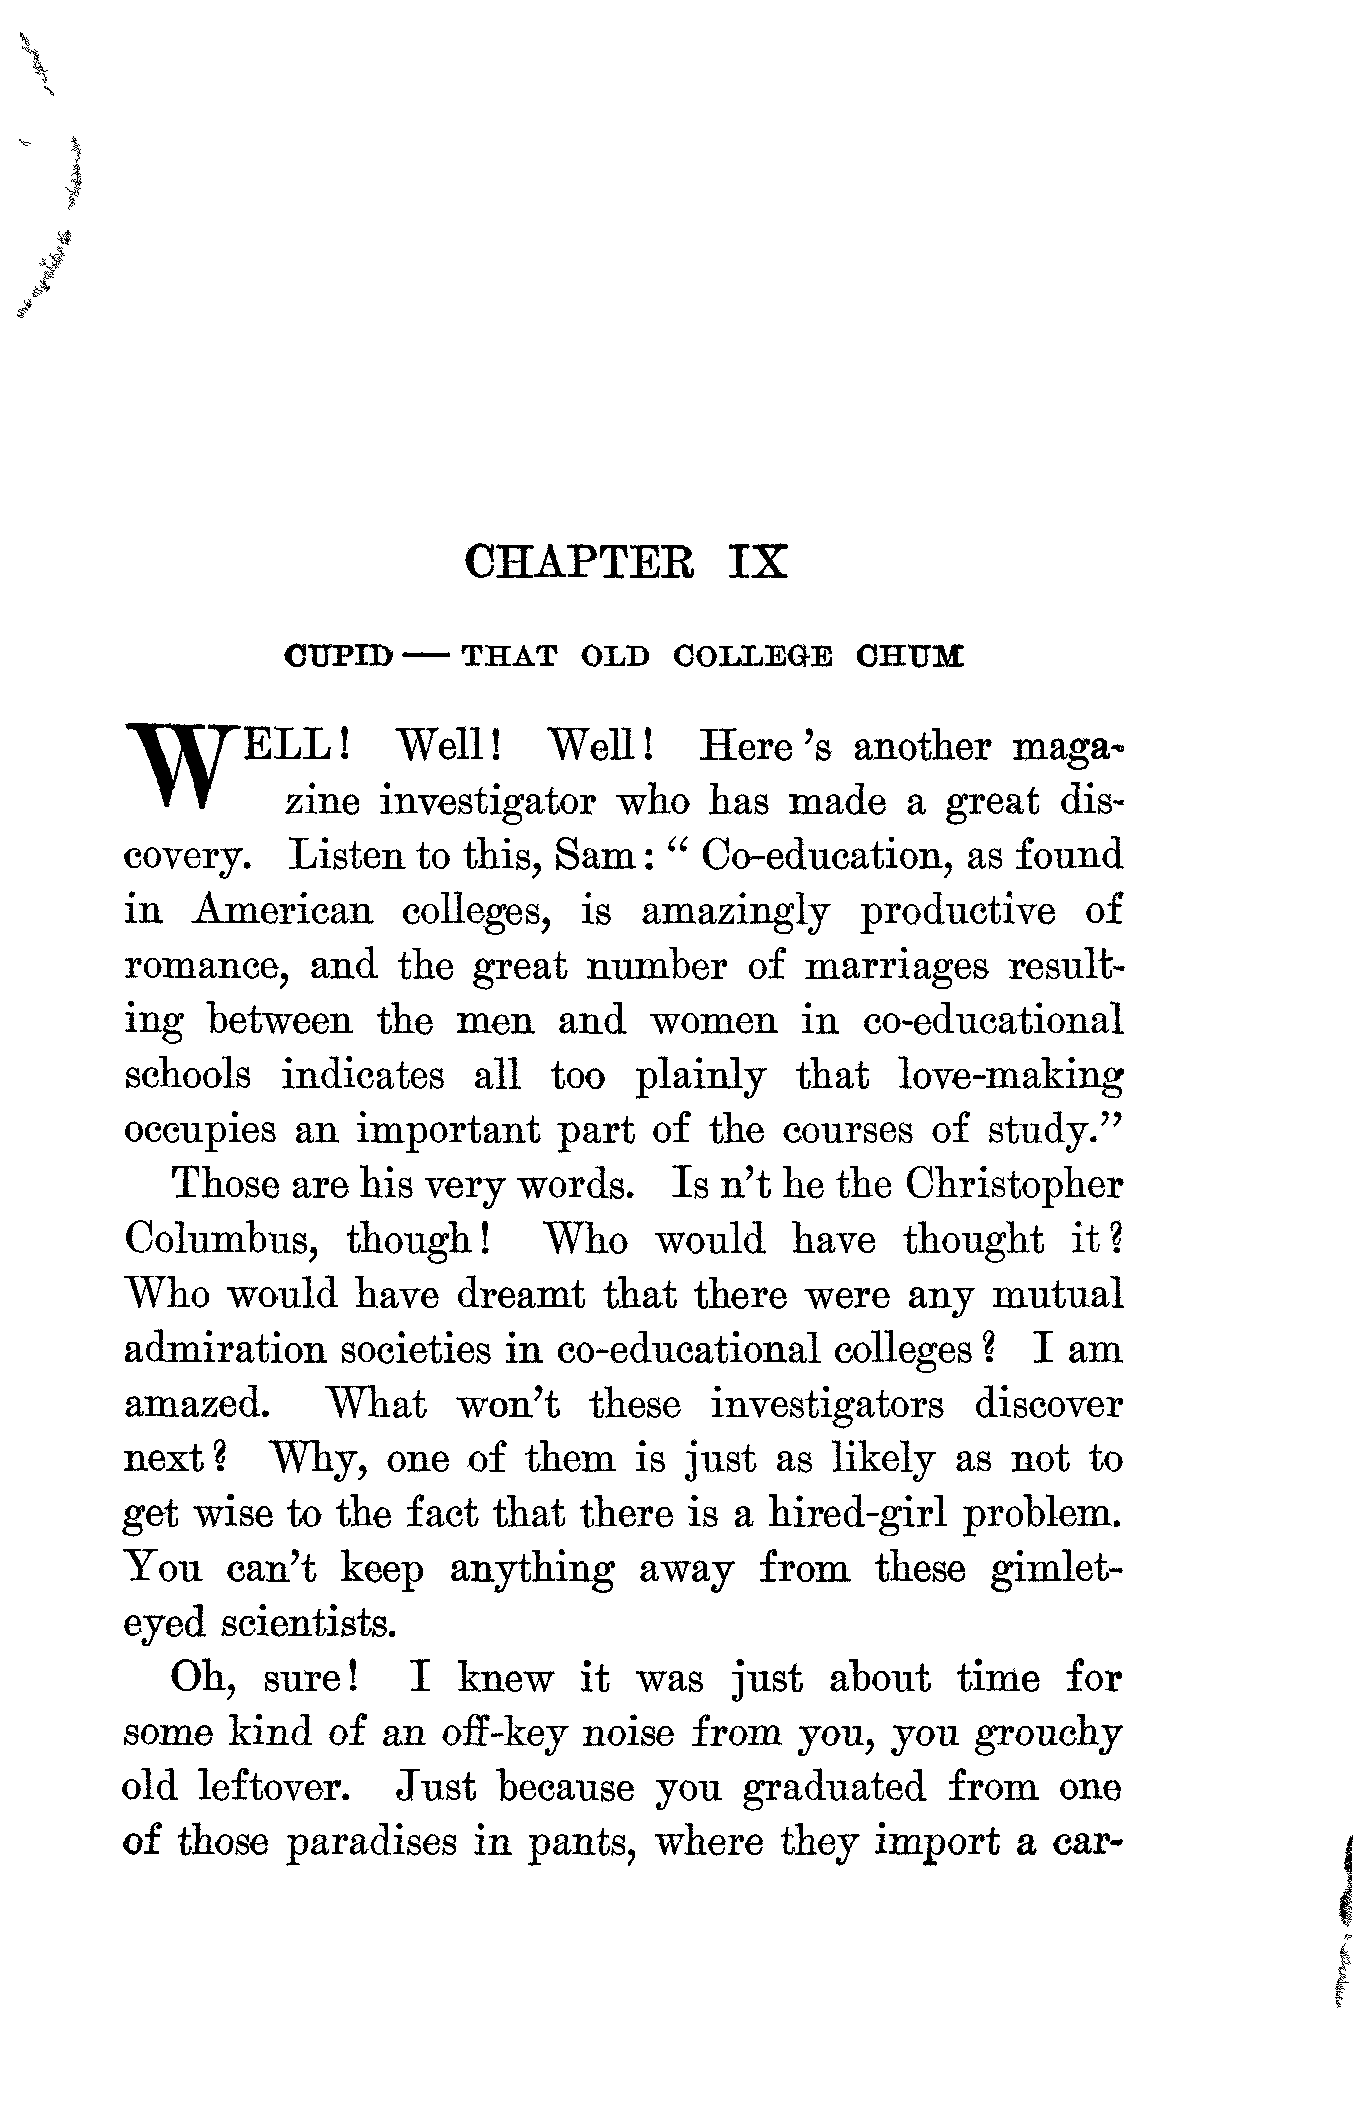 CHAPTER IX
CUPID — THAT OLD COLLEGE CHUM
WELL! Well! Well! Here 's another maga-
zine investigator who has made a great dis-
covery. Listen to this, Sam: “ Co-education, as found
in American colleges, is amazingly productive of
romance, and the great number of marriages result-
ing between the men and women in co-educational
schools indicates all too plainly that love-making
occupies an important part of the courses of study.”
Those are his very words. Is n't he the Christopher
Columbus, though! Who would have thought it?
Who would have dreamt that there were any mutual
admiration societies in co-educational colleges? I am
amazed. What won't these investigators discover
next? Why, one of them is just as likely as not to
get wise to the fact that there is a hired-girl problem.
You can't keep anything away from these gimlet-
eyed scientists.
Oh, sure! I knew it was just about time for
some kind of an off-key noise from you, you grouchy
old leftover. Just because you graduated from one
of those paradises in pants, where they import a car-